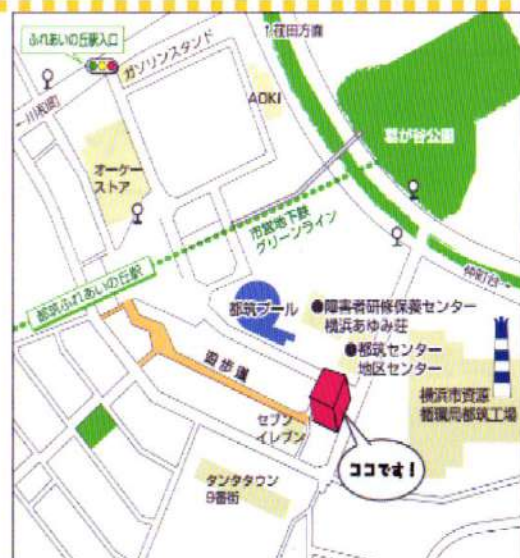 ふれあいの丘駅入口
ガソリンスタンド
↑荏田方面
←川和町
AOKI
葛が谷公園
オーケー
ストア
市営地下鉄
グリーンライン
都筑ふれあいの丘駅
仲町台→
都筑プール
●障害者研修保養センター
横浜あゆみ荘
●都筑センター
地区センター
遊歩道
横浜市資源
循環局都筑工場
セブン
イレブン
ココです!
タンタタウン
9番街